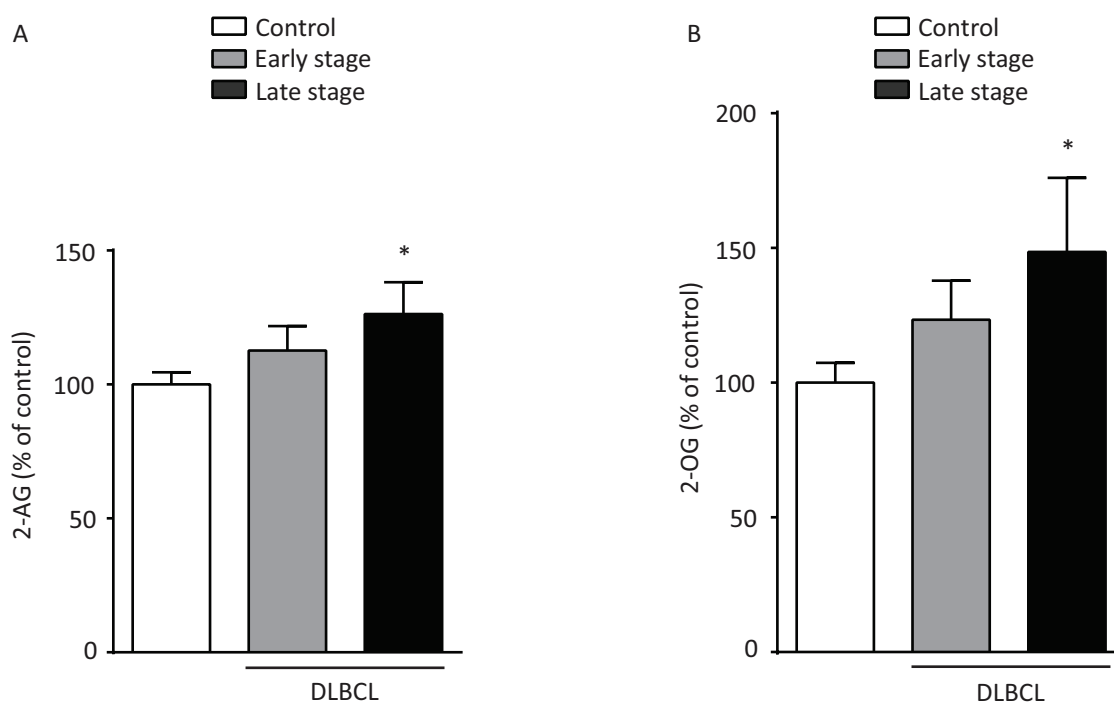 A
Control
Early stage
Late stage
2-AG (% of control)
150
100
50
0
*
DLBCL
B
Control
Early stage
Late stage
2-OG (% of control)
200
150
100
50
0
*
DLBCL